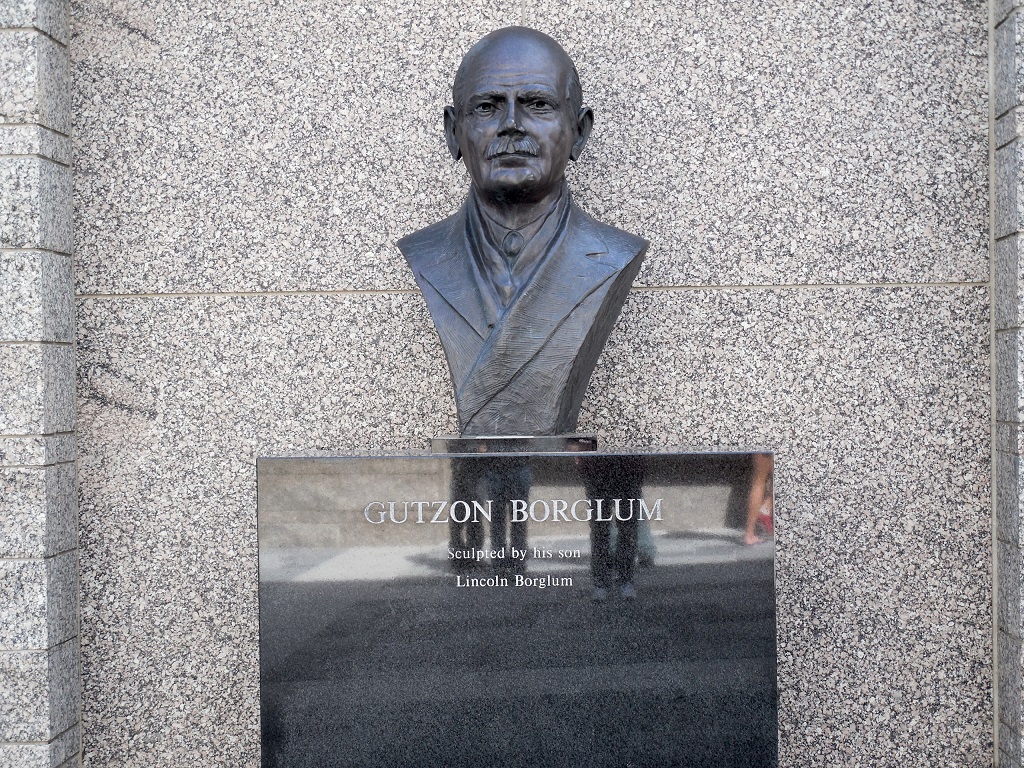 GUTZON BORGLUM
Sculpted by his son
Lincoln Borglum